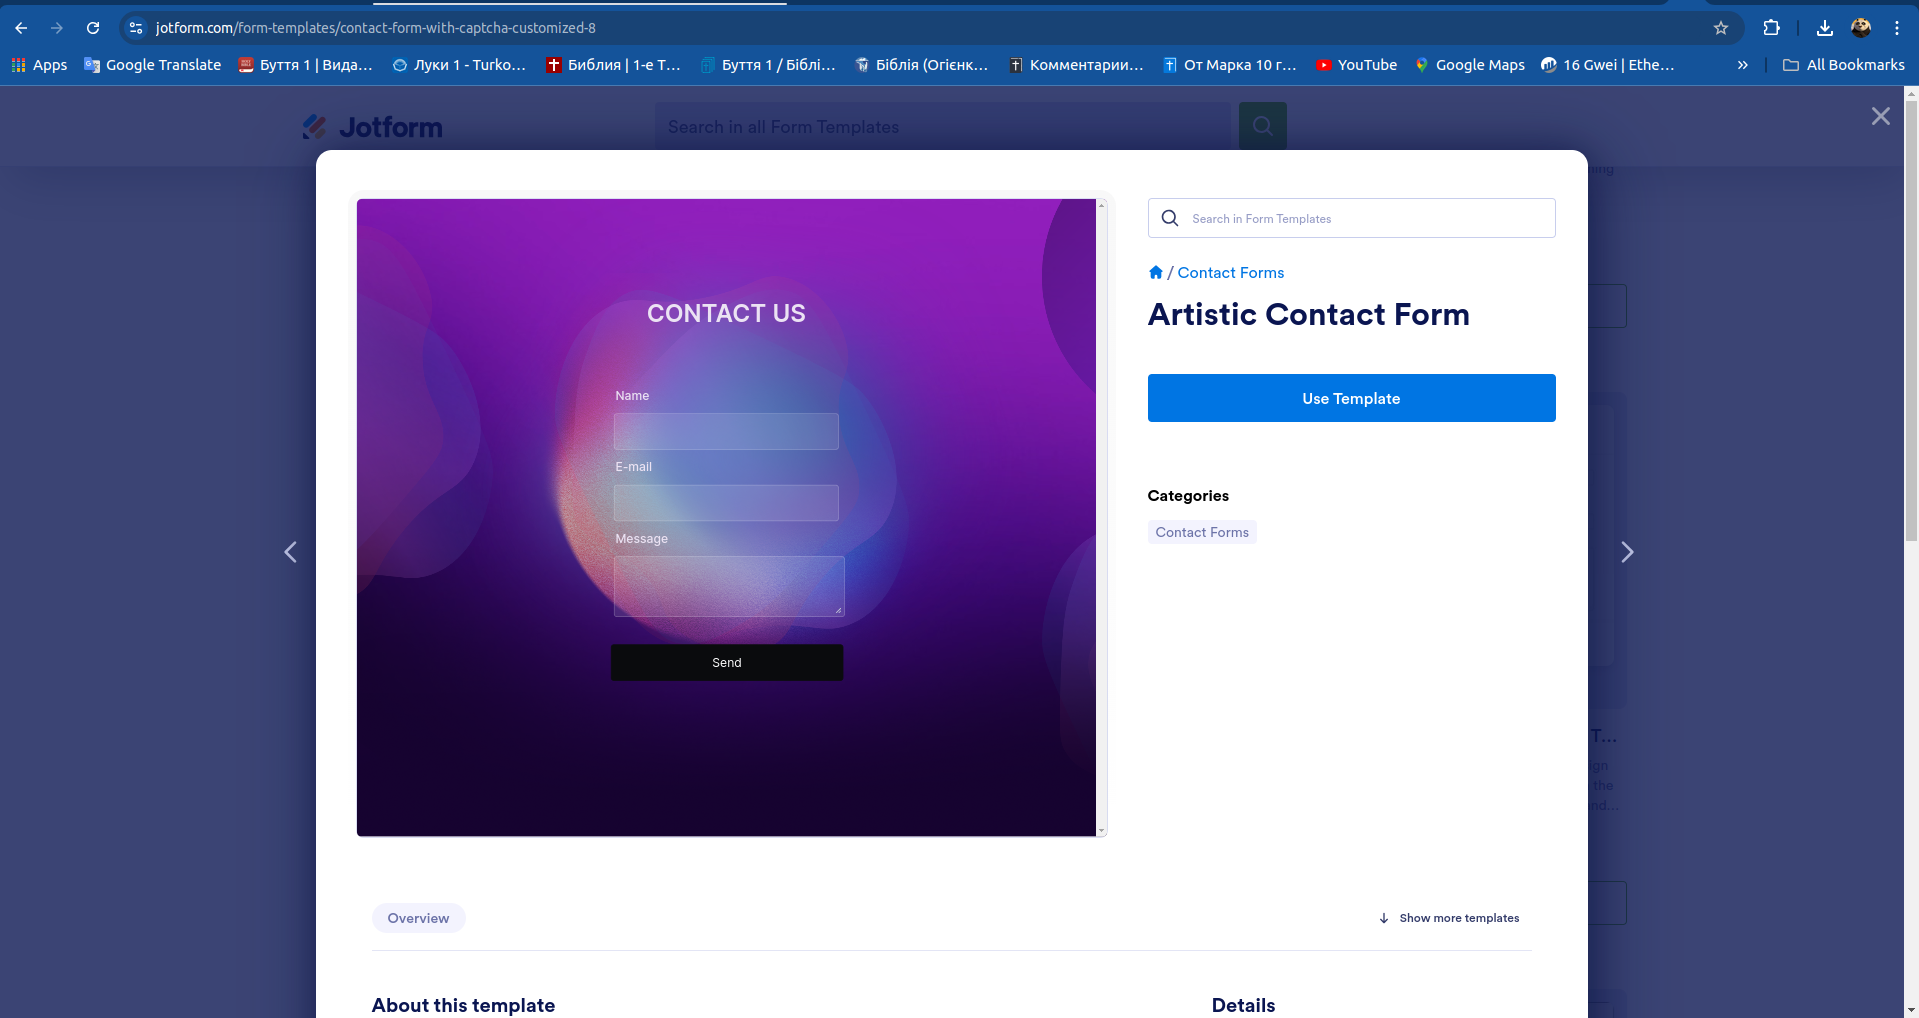 jotform.com/form-templates/contact-form-with-captcha-customized-8
Apps
Google Translate
Буття 1 | Вида...
Луки 1 - Turko...
Библия | 1-е Т...
Буття 1 / Біблі...
Біблія (Огієнк...
Комментарии...
От Марка 10 г...
YouTube
Google Maps
16 Gwei | Ethe...
All Bookmarks
Jotform
Search in all Form Templates
Search in Form Templates
/ Contact Forms
Artistic Contact Form
CONTACT US
Name
E-mail
Message
Send
Use Template
Categories
Contact Forms
T...
the
Overview
Show more templates
About this template
Details